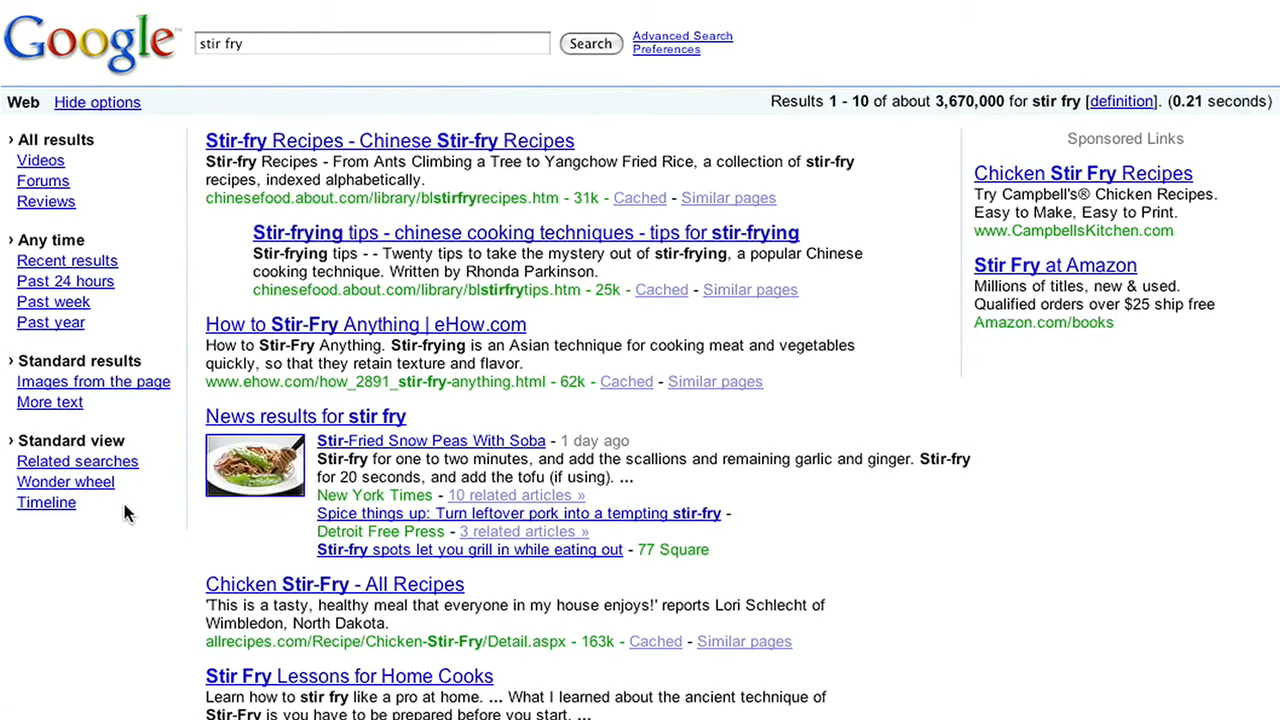 Google™
stir fry
Search
Advanced Search
Preferences
Web Hide options
Results 1 - 10 of about 3,670,000 for stir fry [definition]. (0.21 seconds)
› All results
Videos
Forums
Reviews
› Any time
Recent results
Past 24 hours
Past week
Past year
› Standard results
Images from the page
More text
› Standard view
Related searches
Wonder wheel
Timeline
Stir-fry Recipes - Chinese Stir-fry Recipes
Stir-fry Recipes - From Ants Climbing a Tree to Yangchow Fried Rice, a collection of stir-fry
recipes, indexed alphabetically.
chinesefood.about.com/library/blstirfryrecipes.htm - 31k - Cached - Similar pages
Stir-frying tips - chinese cooking techniques - tips for stir-frying
Stir-frying tips - - Twenty tips to take the mystery out of stir-frying, a popular Chinese
cooking technique. Written by Rhonda Parkinson.
chinesefood.about.com/library/blstirfrytips.htm - 25k - Cached - Similar pages
How to Stir-Fry Anything | eHow.com
How to Stir-Fry Anything. Stir-frying is an Asian technique for cooking meat and vegetables
quickly, so that they retain texture and flavor.
www.ehow.com/how_2891_stir-fry-anything.html - 62k - Cached - Similar pages
News results for stir fry
Stir-Fried Snow Peas With Soba - 1 day ago
Stir-fry for one to two minutes, and add the scallions and remaining garlic and ginger. Stir-fry
for 20 seconds, and add the tofu (if using). ...
New York Times - 10 related articles »
Spice things up: Turn leftover pork into a tempting stir-fry -
Detroit Free Press - 3 related articles »
Stir-fry spots let you grill in while eating out - 77 Square
Chicken Stir-Fry - All Recipes
'This is a tasty, healthy meal that everyone in my house enjoys!' reports Lori Schlecht of
Wimbledon, North Dakota.
allrecipes.com/Recipe/Chicken-Stir-Fry/Detail.aspx - 163k - Cached - Similar pages
Stir Fry Lessons for Home Cooks
Learn how to stir fry like a pro at home. ... What I learned about the ancient technique of
Stir-Fry is you have to be prepared before you start. ...
Sponsored Links
Chicken Stir Fry Recipes
Try Campbell's® Chicken Recipes.
Easy to Make, Easy to Print.
www.CampbellsKitchen.com
Stir Fry at Amazon
Millions of titles, new & used.
Qualified orders over $25 ship free
Amazon.com/books